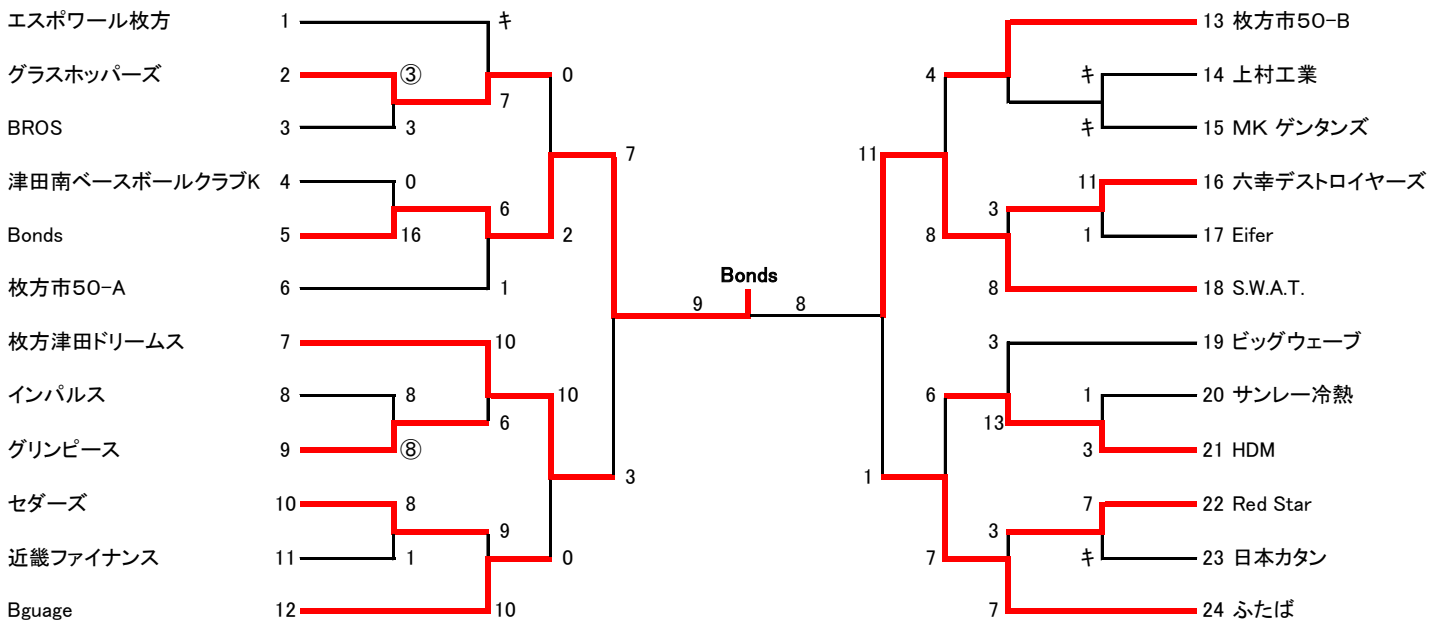 エスポワール枚方 1 キ 13 枚方市50-B
グラスホッパーズ 2 ③ 0 4 キ 14 上村工業
7
BROS 3 3 キ 15 MK ゲンタンズ
7 11
津田南ベースボールクラブK 4 0 11 16 六幸デストロイヤーズ
6 3
Bonds 5 16 2 8 1 17 Eifer
Bonds
枚方市50-A 6 1 8 18 S.W.A.T.
9 8
枚方津田ドリームス 7 10 3 19 ビッグウェーブ
インパルス 8 8 10 6 1 20 サンレー冷熱
6 13
グリンピース 9 ⑧ 3 21 HDM
3 1
セダーズ 10 8 7 22 Red Star
9 3
近畿ファイナンス 11 1 0 7 キ 23 日本カタン
Bguage 12 10 7 24 ふたば